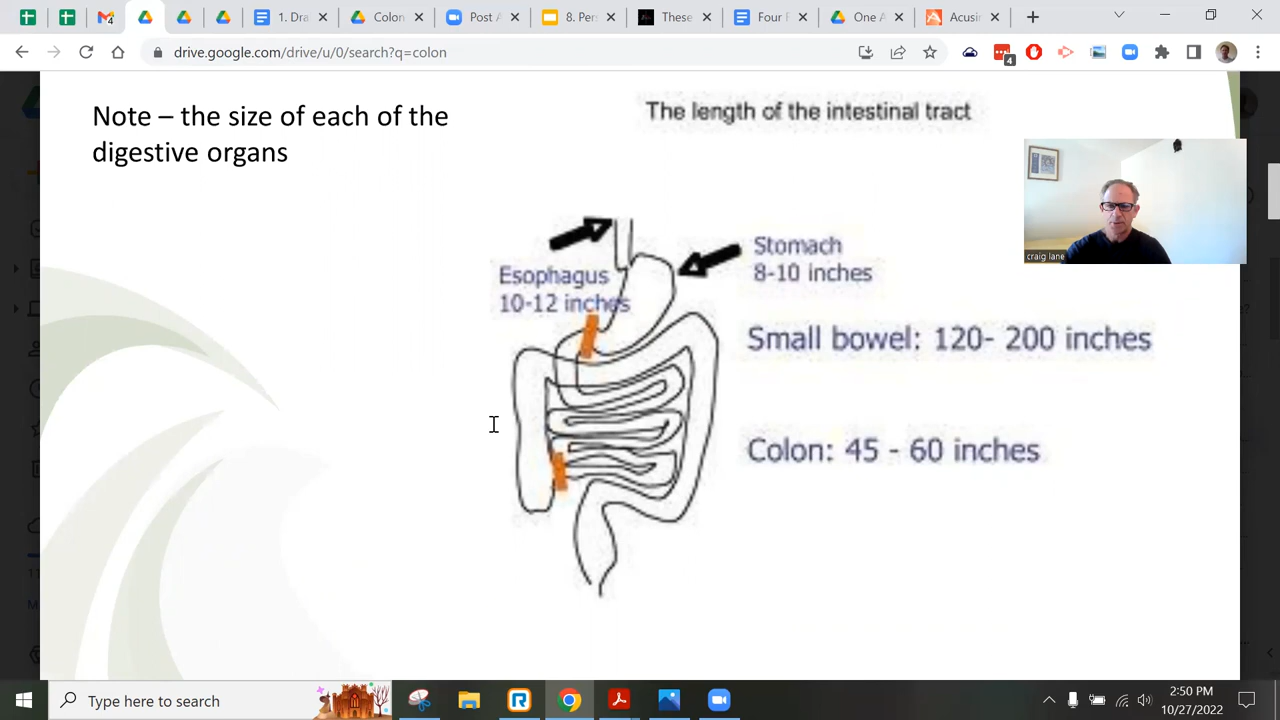 1. Dra
Colon
Post A
8. Per
These
Four F
One A
Acusi
drive.google.com/drive/u/0/search?q=colon
4
Note – the size of each of the
digestive organs
The length of the intestinal tract
craig lane
Esophagus
10-12 inches
Stomach
8-10 inches
Small bowel: 120- 200 inches
Colon: 45 - 60 inches
Type here to search
2:50 PM
10/27/2022